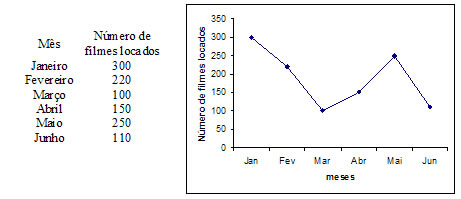 Mês Número de filmes locados
Janeiro 300
Fevereiro 220
Março 100
Abril 150
Maio 250
Junho 110
Número de filmes locados
350
300
250
200
150
100
50
0
Jan Fev Mar Abr Mai Jun
meses